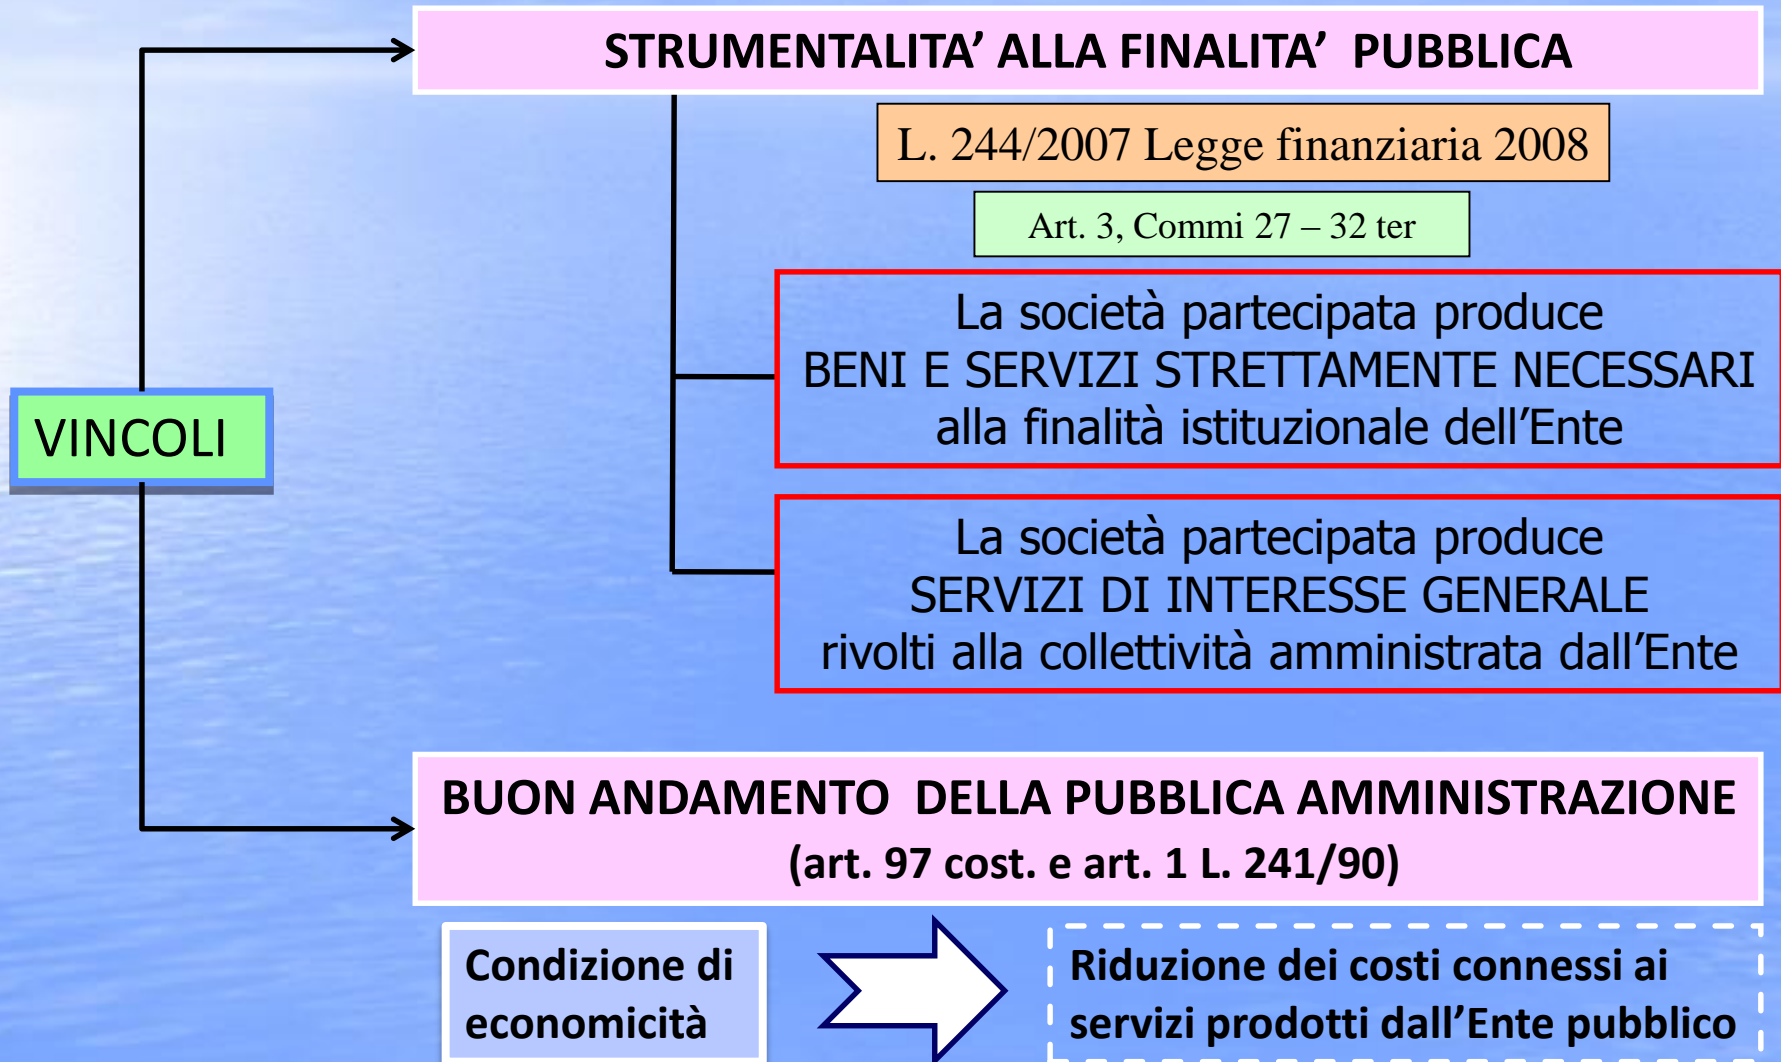 STRUMENTALITA’ ALLA FINALITA’ PUBBLICA
L. 244/2007 Legge finanziaria 2008
Art. 3, Commi 27 – 32 ter
La società partecipata produce
BENI E SERVIZI STRETTAMENTE NECESSARI
alla finalità istituzionale dell’Ente
VINCOLI
La società partecipata produce
SERVIZI DI INTERESSE GENERALE
rivolti alla collettività amministrata dall’Ente
BUON ANDAMENTO DELLA PUBBLICA AMMINISTRAZIONE
(art. 97 cost. e art. 1 L. 241/90)
Condizione di
economicità
Riduzione dei costi connessi ai
servizi prodotti dall’Ente pubblico